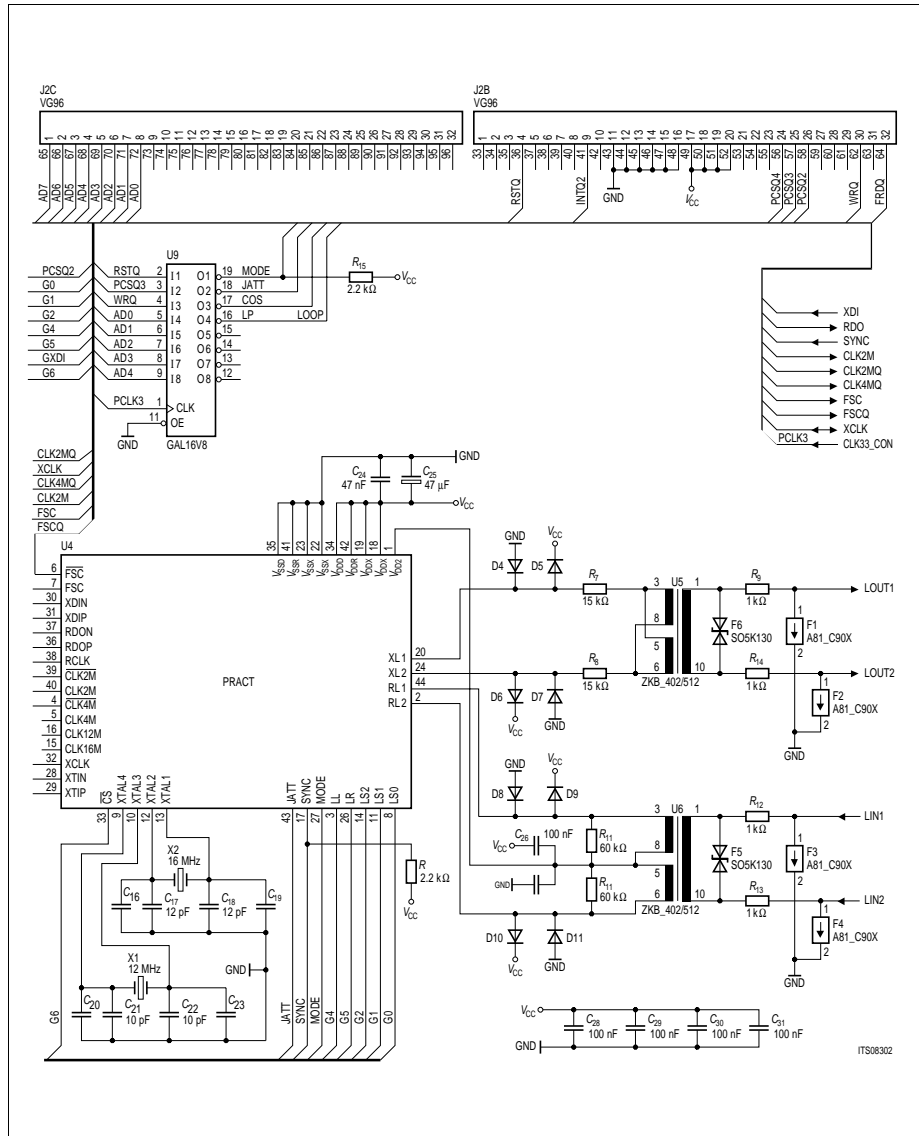 J2C
VG96
1 2 3 4 5 6 7 8 9 10 11 12 13 14 15 16 17 18 19 20 21 22 23 24 25 26 27 28 29 30 31 32
65 66 67 68 69 70 71 72 73 74 75 76 77 78 79 80 81 82 83 84 85 86 87 88 89 90 91 92 93 94 95 96
AD7 AD6 AD5 AD4 AD3 AD2 AD1 AD0
J2B
VG96
1 2 3 4 5 6 7 8 9 10 11 12 13 14 15 16 17 18 19 20 21 22 23 24 25 26 27 28 29 30 31 32
33 34 35 36 37 38 39 40 41 42 43 44 45 46 47 48 49 50 51 52 53 54 55 56 57 58 59 60 61 62 63 64
RSTQ INTQ2 GND VCC PCSQ4 PCSQ3 PCSQ2 WRQ FRDQ
U9
PCSQ2 RSTQ 2 I1 O1 19 MODE
G0 PCSQ3 3 I2 O2 18 JATT
G1 WRQ 4 I3 O3 17 COS
G2 AD0 5 I4 O4 16 LP LOOP
G4 AD1 6 I5 O5 15
G5 AD2 7 I6 O6 14
GXDI AD3 8 I7 O7 13
G6 AD4 9 I8 O8 12
PCLK3 1 CLK
11 OE
GND
GAL16V8
R15
2.2 kΩ
VCC
XDI
RDO
SYNC
CLK2M
CLK2MQ
CLK4MQ
FSC
FSCQ
XCLK
PCLK3 CLK33_CON
CLK2MQ
XCLK
CLK4MQ
CLK2M
FSC
FSCQ
C24
47 nF
C25
47 µF
GND
VCC
U4
35 41 23 22 34 42 19 18 1
VSSD VSSR VSSX VSSX VDDD VDDR VDDX VDDX VDD2
6 FSC
7 FSC
30 XDIN
31 XDIP
37 RDON
36 RDOP
38 RCLK
39 CLK2M
40 CLK2M
4 CLK4M
5 CLK4M
16 CLK12M
15 CLK16M
32 XCLK
28 XTIN
29 XTIP
PRACT
XL1 20
XL2 24
RL1 44
RL2 2
CS XTAL4 XTAL3 XTAL2 XTAL1
33 9 10 12 13
JATT SYNC MODE LL LR LS2 LS1 LS0
43 17 27 3 26 14 11 8
GND VCC
D4 D5
R7
15 kΩ
R8
15 kΩ
D6 D7
VCC GND
3 U5 1
8
5
6 10
ZKB_402/512
F6
SO5K130
R9
1 kΩ
R14
1 kΩ
1
F1
A81_C90X
2
1
F2
A81_C90X
2
GND
LOUT1
LOUT2
GND VCC
D8 D9
C26 100 nF
VCC
GND
R11
60 kΩ
R11
60 kΩ
D10 D11
VCC GND
3 U6 1
8
5
6 10
ZKB_402/512
F5
SO5K130
R12
1 kΩ
R13
1 kΩ
1
F3
A81_C90X
2
1
F4
A81_C90X
2
GND
LIN1
LIN2
R
2.2 kΩ
VCC
X2
16 MHz
C16
C17
12 pF
C18
12 pF
C19
X1
12 MHz
GND
C20
C21
10 pF
C22
10 pF
C23
G6 JATT SYNC MODE G4 G5 G2 G1 G0
VCC
C28
100 nF
C29
100 nF
C30
100 nF
C31
100 nF
GND
ITS08302